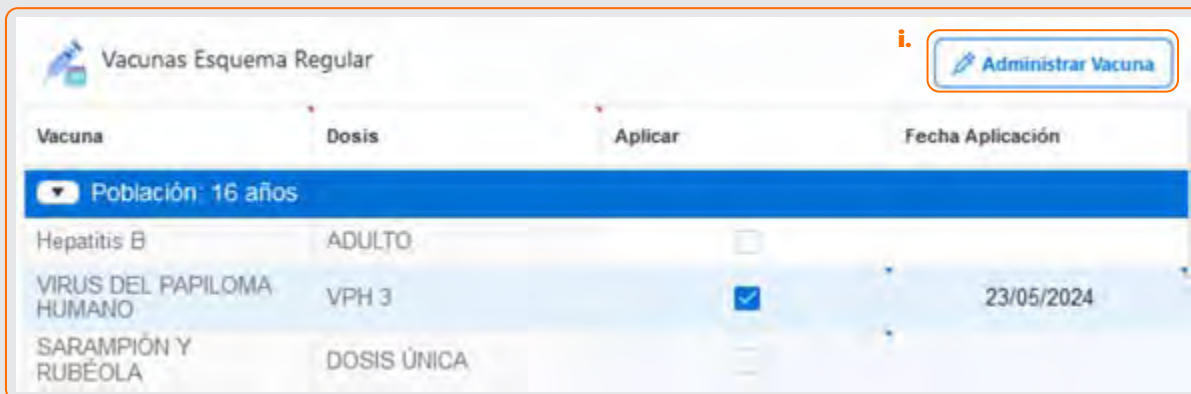 Vacunas Esquema Regular
i.
Administrar Vacuna
Vacuna Dosis Aplicar Fecha Aplicación
Población: 16 años
Hepatitis B ADULTO
VIRUS DEL PAPILOMA
HUMANO VPH 3 23/05/2024
SARAMPIÓN Y
RUBÉOLA DOSIS ÚNICA